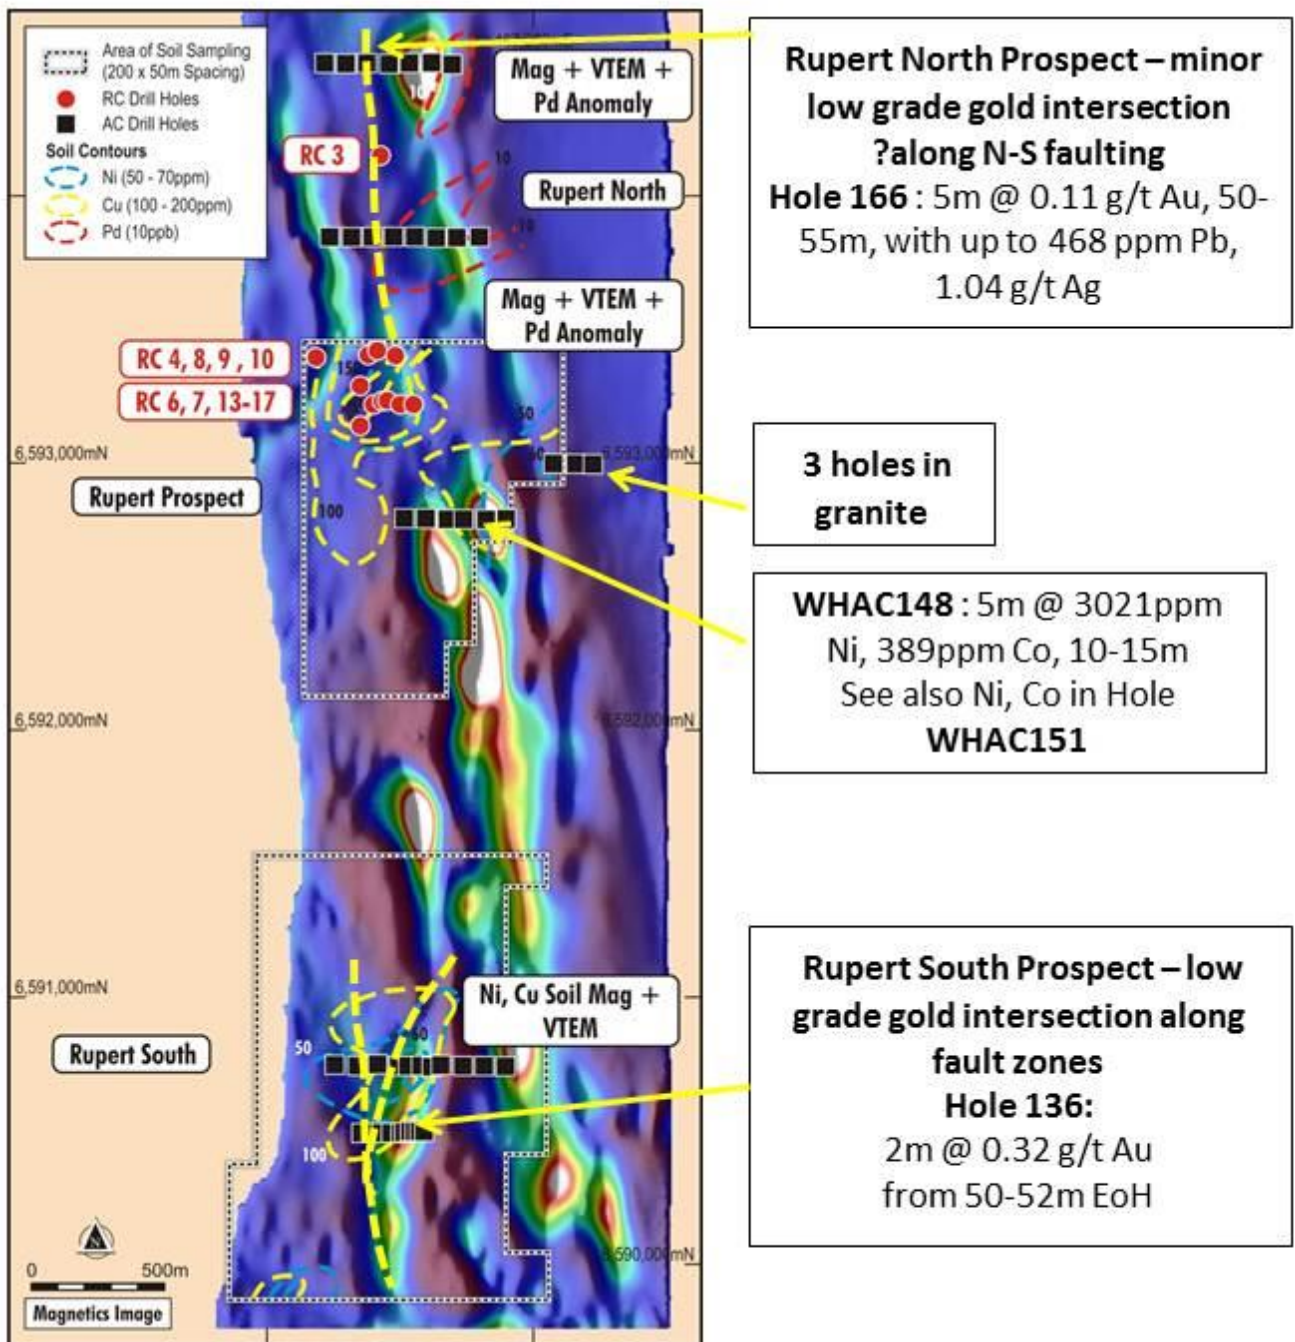 Area of Soil Sampling
(200 x 50m Spacing)
RC Drill Holes
AC Drill Holes
Soil Contours
Ni (50 - 70ppm)
Cu (100 - 200ppm)
Pd (10ppb)
Mag + VTEM +
Pd Anomaly
10
RC 3
10
Rupert North
10
Mag + VTEM +
Pd Anomaly
RC 4, 8, 9 , 10
150
RC 6, 7, 13-17
50
6,593,000mN
50
6,593,000mN
Rupert Prospect
100
6,592,000mN
6,592,000mN
6,591,000mN
Ni, Cu Soil Mag +
VTEM
Rupert South
50
60
100
6,590,000mN
N
0
500m
Magnetics Image
Rupert North Prospect – minor
low grade gold intersection
?along N-S faulting
Hole 166 : 5m @ 0.11 g/t Au, 50-
55m, with up to 468 ppm Pb,
1.04 g/t Ag
3 holes in
granite
WHAC148 : 5m @ 3021ppm
Ni, 389ppm Co, 10-15m
See also Ni, Co in Hole
WHAC151
Rupert South Prospect – low
grade gold intersection along
fault zones
Hole 136:
2m @ 0.32 g/t Au
from 50-52m EoH